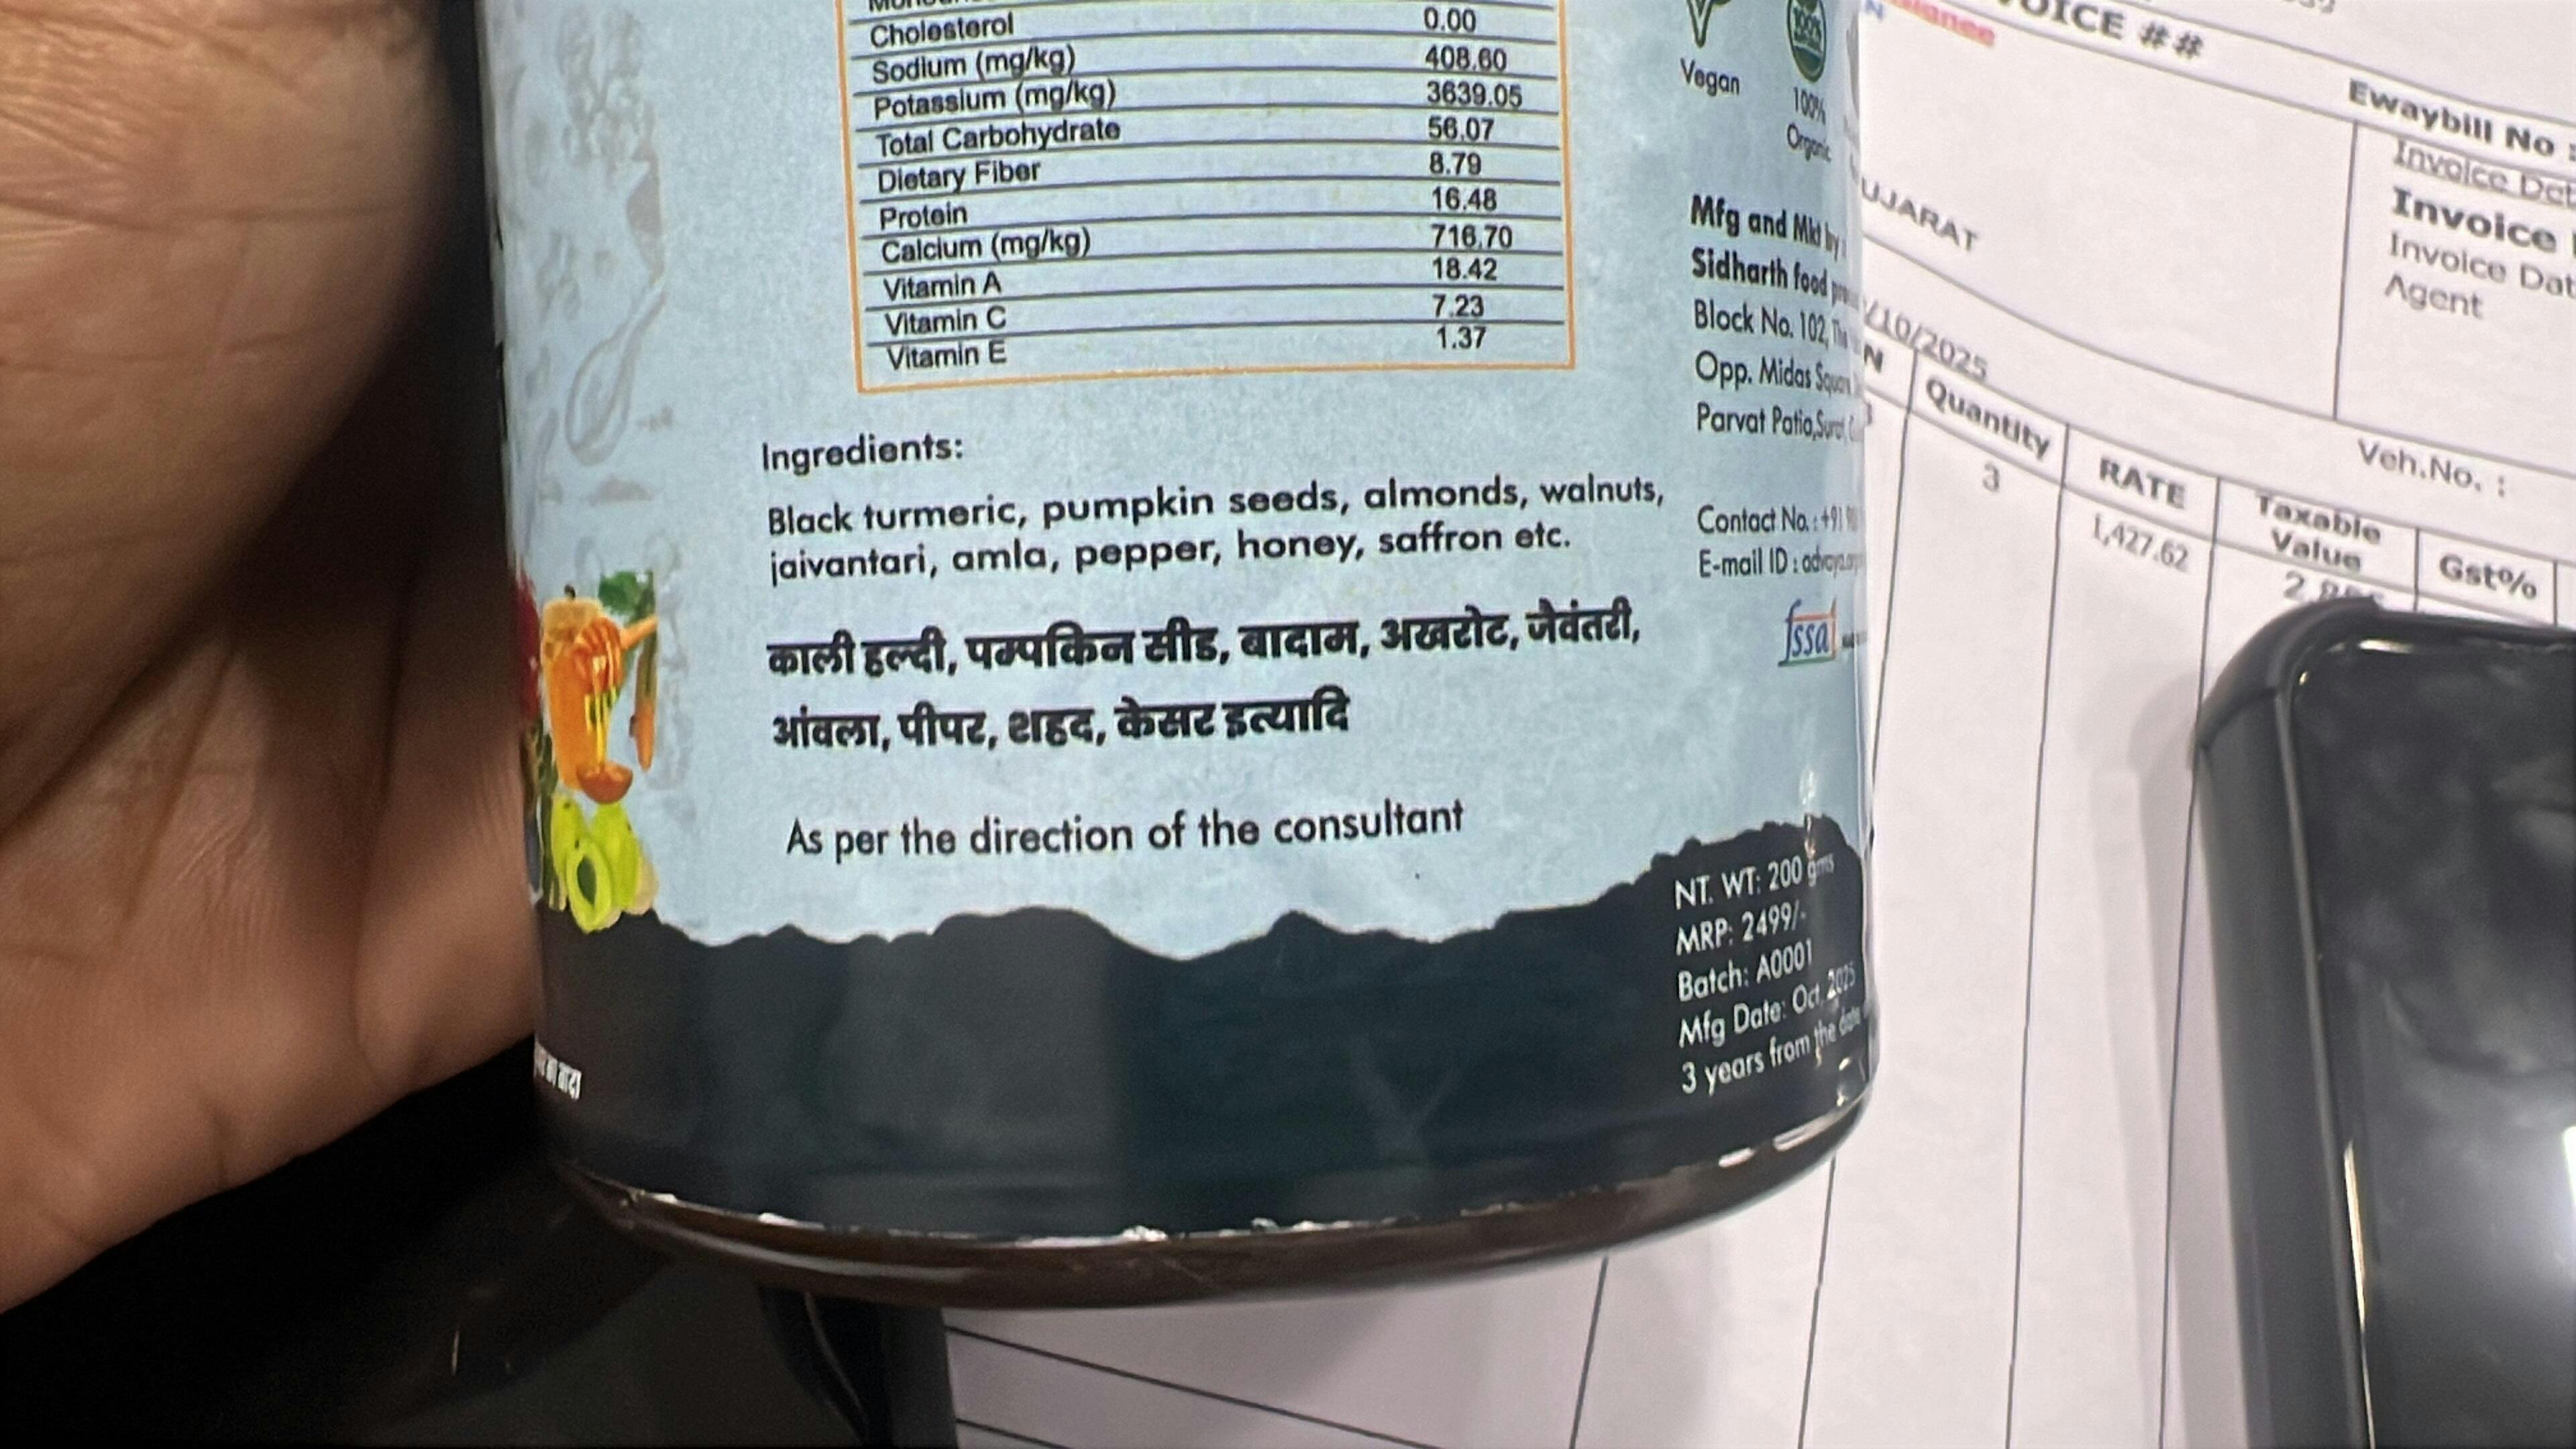 Cholesterol 0.00
Sodium (mg/kg) 408.60
Potassium (mg/kg) 3639.05
Total Carbohydrate 56.07
Dietary Fiber 8.79
Protein 16.48
Calcium (mg/kg) 716.70
Vitamin A 18.42
Vitamin C 7.23
Vitamin E 1.37
Ingredients:
Black turmeric, pumpkin seeds, almonds, walnuts,
jaivantari, amla, pepper, honey, saffron etc.
काली हल्दी, पम्पकिन सीड, बादाम, अखरोट, जैवंतरी,
आंवला, पीपर, शहद, केसर इत्यादि
As per the direction of the consultant
Vegan
100%
Organic
Mfg and Mkt by
Sidharth food
Block No. 102,
Opp. Midas Square
Parvat Patia, Surat,
Contact No. : +91
E-mail ID :
fssai
NT. WT: 200 gms
MRP: 2499/-
Batch: A0001
Mfg Date: Oct, 2025
3 years from the date
##
Ewaybill No :
Invoice
Invoice
Invoice
Agent
/10/2025
Veh.No. :
Quantity
RATE
Taxable
Value
Gst%
3
1,427.62